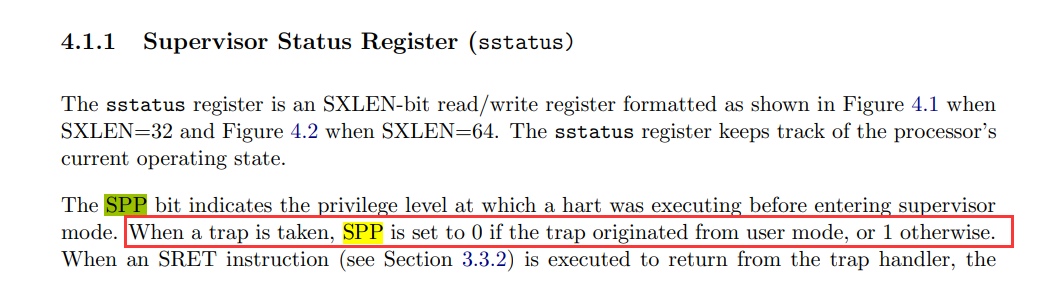 4.1.1 Supervisor Status Register (sstatus)
The sstatus register is an SXLEN-bit read/write register formatted as shown in Figure 4.1 when
SXLEN=32 and Figure 4.2 when SXLEN=64. The sstatus register keeps track of the processor's
current operating state.
The SPP bit indicates the privilege level at which a hart was executing before entering supervisor
mode. When a trap is taken, SPP is set to 0 if the trap originated from user mode, or 1 otherwise.
When an SRET instruction (see Section 3.3.2) is executed to return from the trap handler, the